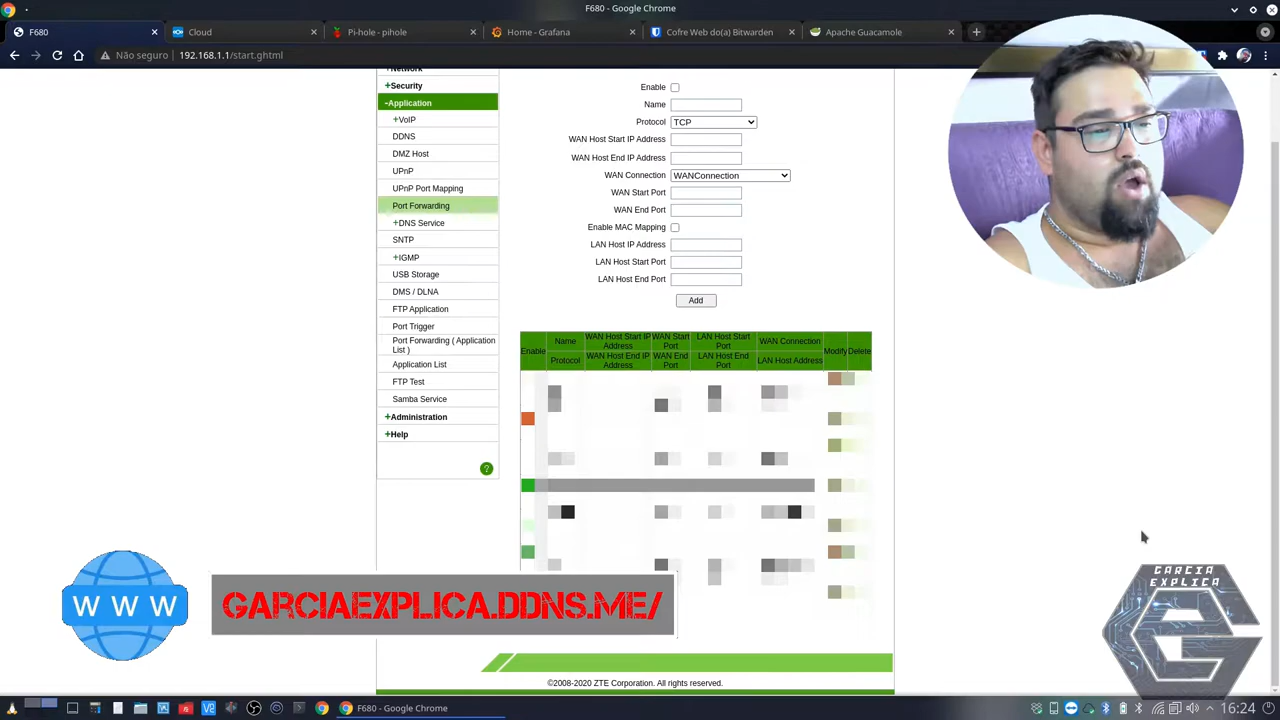 F680 - Google Chrome
F680
Cloud
Pi-hole - pihole
Home - Grafana
Cofre Web do(a) Bitwarden
Apache Guacamole
Não seguro
192.168.1.1/start.ghtml
+Network
+Security
-Application
+VoIP
DDNS
DMZ Host
UPnP
UPnP Port Mapping
Port Forwarding
+DNS Service
SNTP
+IGMP
USB Storage
DMS / DLNA
FTP Application
Port Trigger
Port Forwarding ( Application
List )
Application List
FTP Test
Samba Service
+Administration
+Help
?
Enable
Name
Protocol TCP
WAN Host Start IP Address
WAN Host End IP Address
WAN Connection WANConnection
WAN Start Port
WAN End Port
Enable MAC Mapping
LAN Host IP Address
LAN Host Start Port
LAN Host End Port
Add
Enable
Name
Protocol
WAN Host Start IP
Address
WAN Host End IP
Address
WAN Start
Port
WAN End Port
LAN Host Start
Port
LAN Host End
Port
WAN Connection
LAN Host Address
Modify
Delete
WWW
GARCIAEXPLICA.DDNS.ME/
GARCIA
EXPLICA
©2008-2020 ZTE Corporation. All rights reserved.
F680 - Google Chrome
16:24